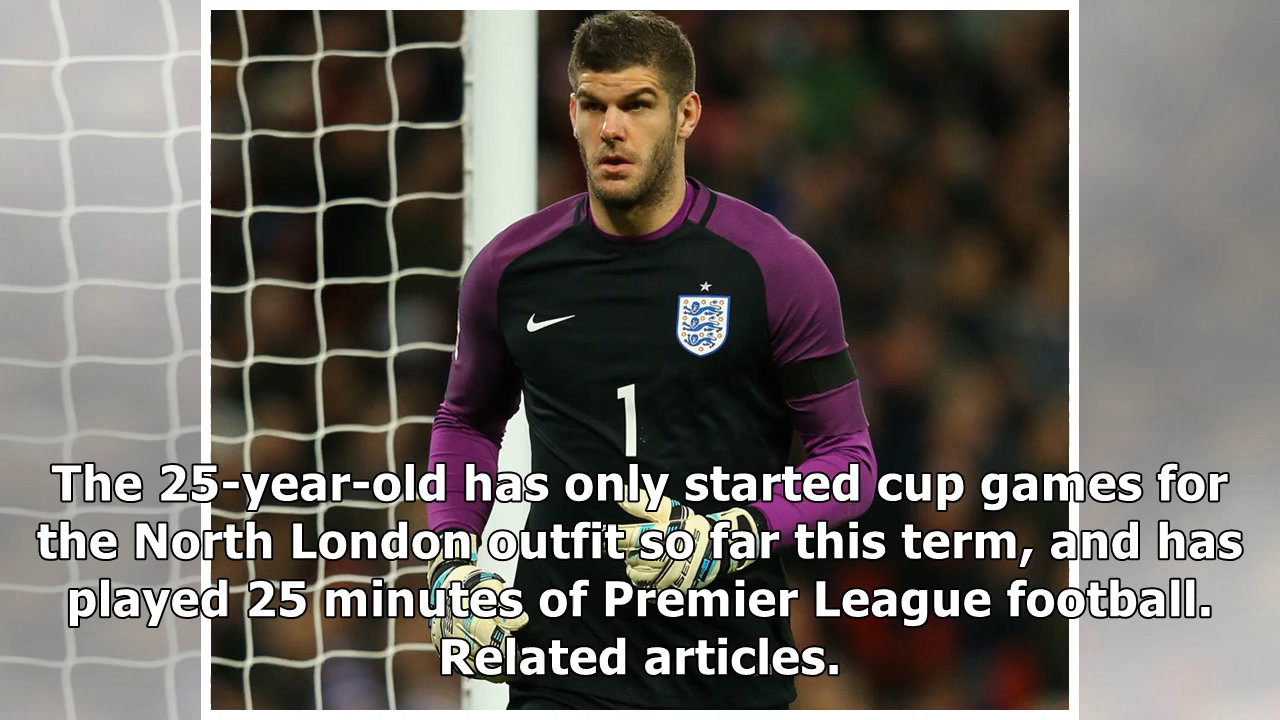 1
The 25-year-old has only started cup games for
the North London outfit so far this term, and has
played 25 minutes of Premier League football.
Related articles.